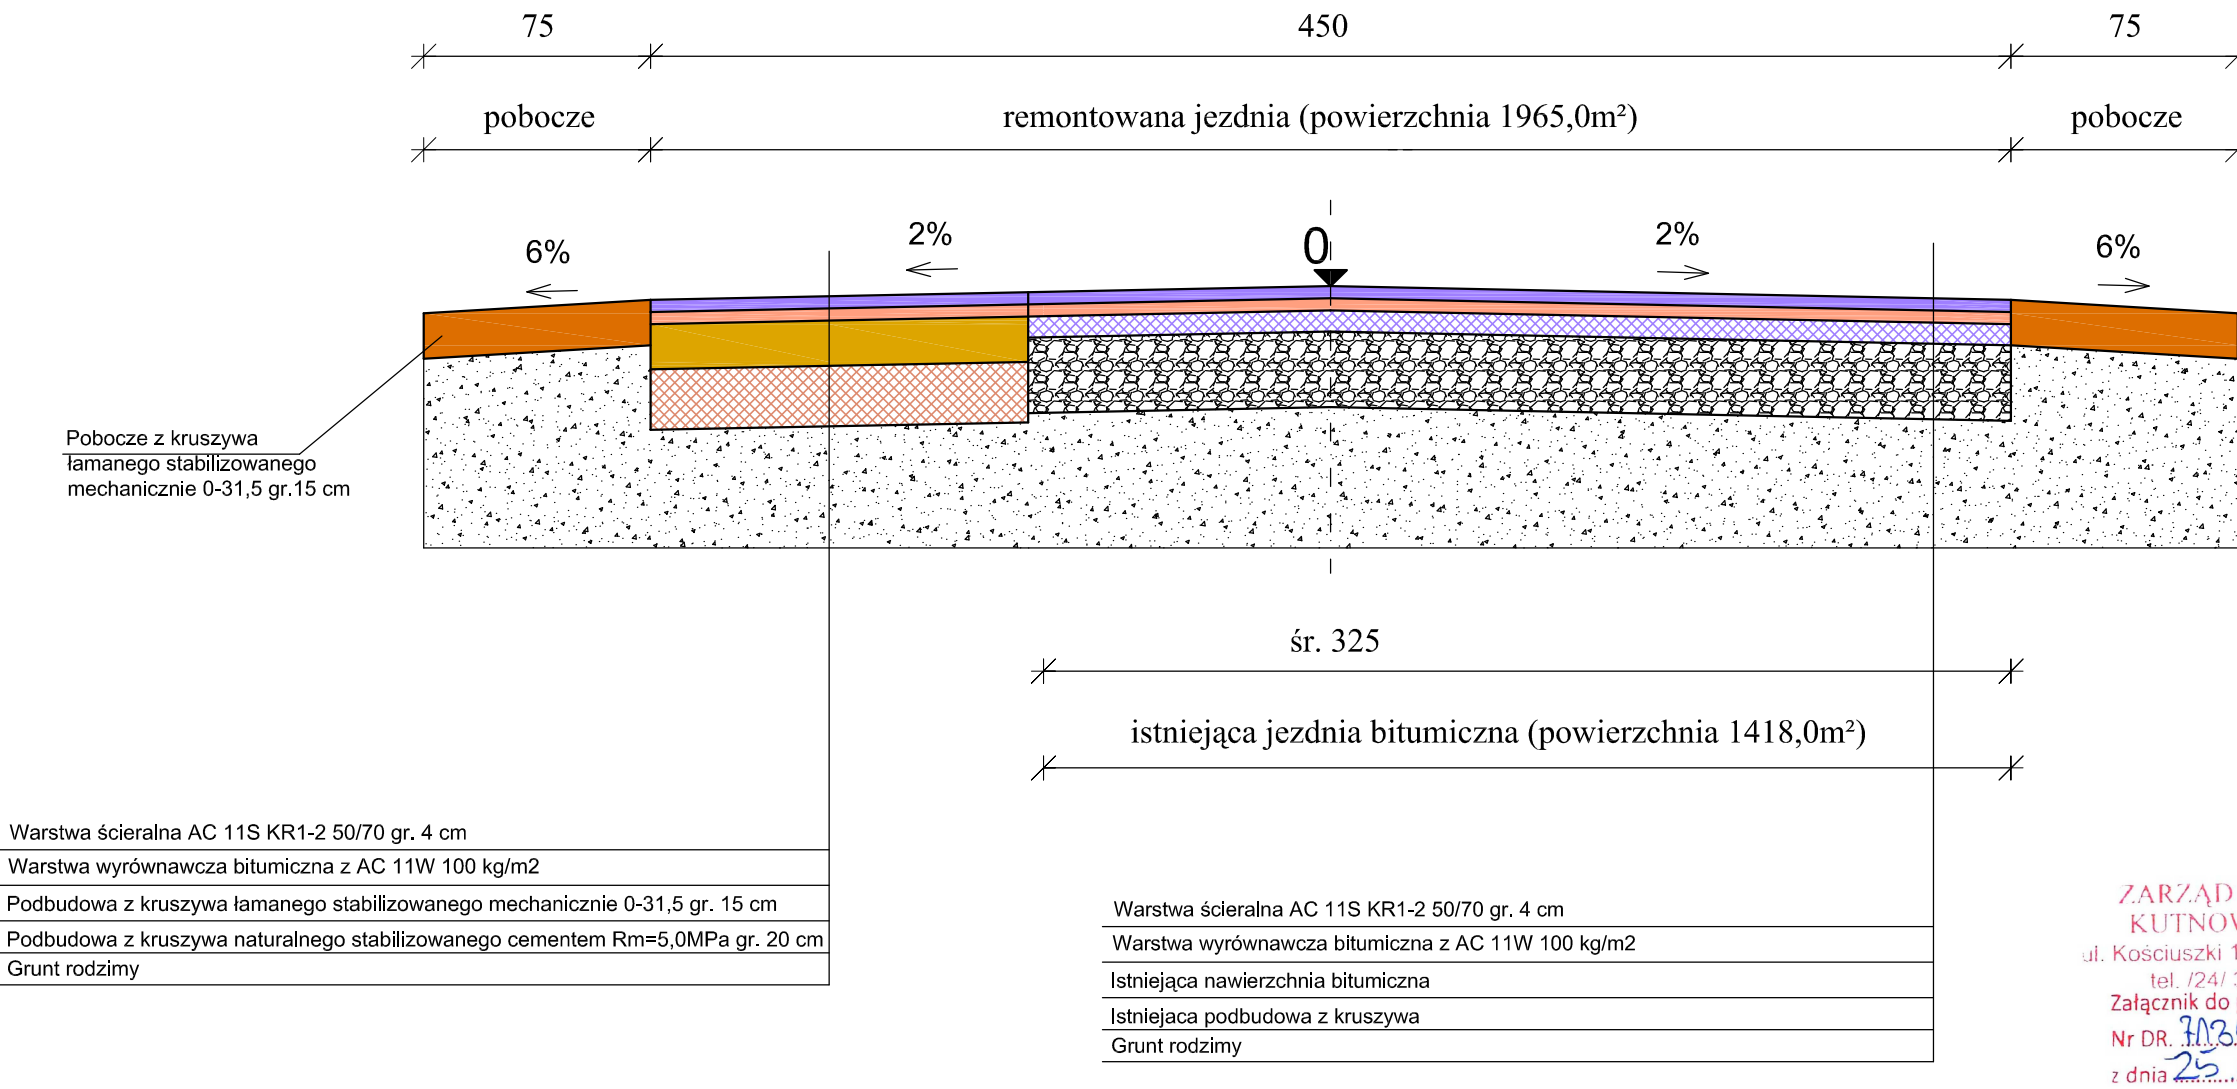 75
450
75
pobocze
remontowana jezdnia (powierzchnia 1965,0m²)
pobocze
6%
2%
0
2%
6%
Pobocze z kruszywa
łamanego stabilizowanego
mechanicznie 0-31,5 gr.15 cm
śr. 325
istniejąca jezdnia bitumiczna (powierzchnia 1418,0m²)
Warstwa ścieralna AC 11S KR1-2 50/70 gr. 4 cm
Warstwa wyrównawcza bitumiczna z AC 11W 100 kg/m2
Podbudowa z kruszywa łamanego stabilizowanego mechanicznie 0-31,5 gr. 15 cm
Podbudowa z kruszywa naturalnego stabilizowanego cementem Rm=5,0MPa gr. 20 cm
Grunt rodzimy
Warstwa ścieralna AC 11S KR1-2 50/70 gr. 4 cm
Warstwa wyrównawcza bitumiczna z AC 11W 100 kg/m2
Istniejąca nawierzchnia bitumiczna
Istniejaca podbudowa z kruszywa
Grunt rodzimy
ZARZĄD
KUTNOW
ul. Kościuszki 1
tel. /24/
Załącznik do
Nr DR.
z dnia 25